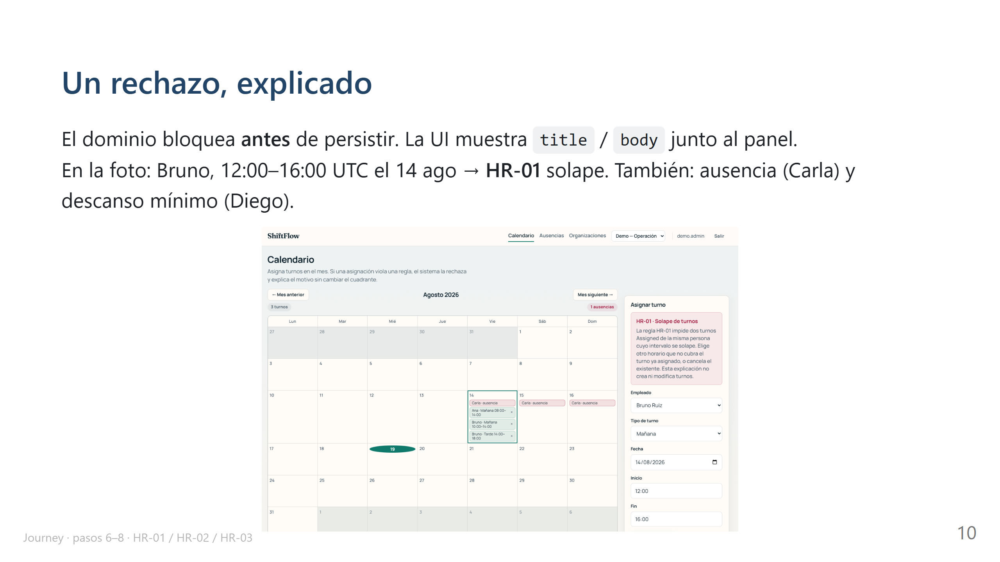 Un rechazo, explicado
El dominio bloquea antes de persistir. La UI muestra title / body junto al panel.
En la foto: Bruno, 12:00–16:00 UTC el 14 ago → HR-01 solape. También: ausencia (Carla) y
descanso mínimo (Diego).
ShiftFlow
Calendario Ausencias Organizaciones Demo — Operación demo.admin Salir
Calendario
Asigna turnos en el mes. Si una asignación viola una regla, el sistema la rechaza
y explica el motivo sin cambiar el cuadrante.
← Mes anterior Agosto 2026 Mes siguiente →
3 turnos 1 ausencias
Lun Mar Mié Jue Vie Sáb Dom
27 28 29 30 31 1 2
3 4 5 6 7 8 9
10 11 12 13 14 15 16
Carla · ausencia Carla · ausencia Carla · ausencia
Ana · Mañana 08:00–
14:00 ×
Bruno · Mañana
10:00–14:00 ×
Bruno · Tarde 14:00–
18:00 ×
17 18 19 20 21 22 23
24 25 26 27 28 29 30
31 1 2 3 4 5 6
Asignar turno
HR-01 · Solape de turnos
La regla HR-01 impide dos turnos
Assigned de la misma persona
cuyo intervalo se solape. Elige
otro horario que no cubra el
turno ya asignado, o cancela el
existente. Esta explicación no
crea ni modifica turnos.
Empleado
Bruno Ruiz
Tipo de turno
Mañana
Fecha
14/08/2026
Inicio
12:00
Fin
16:00
Journey · pasos 6–8 · HR-01 / HR-02 / HR-03
10